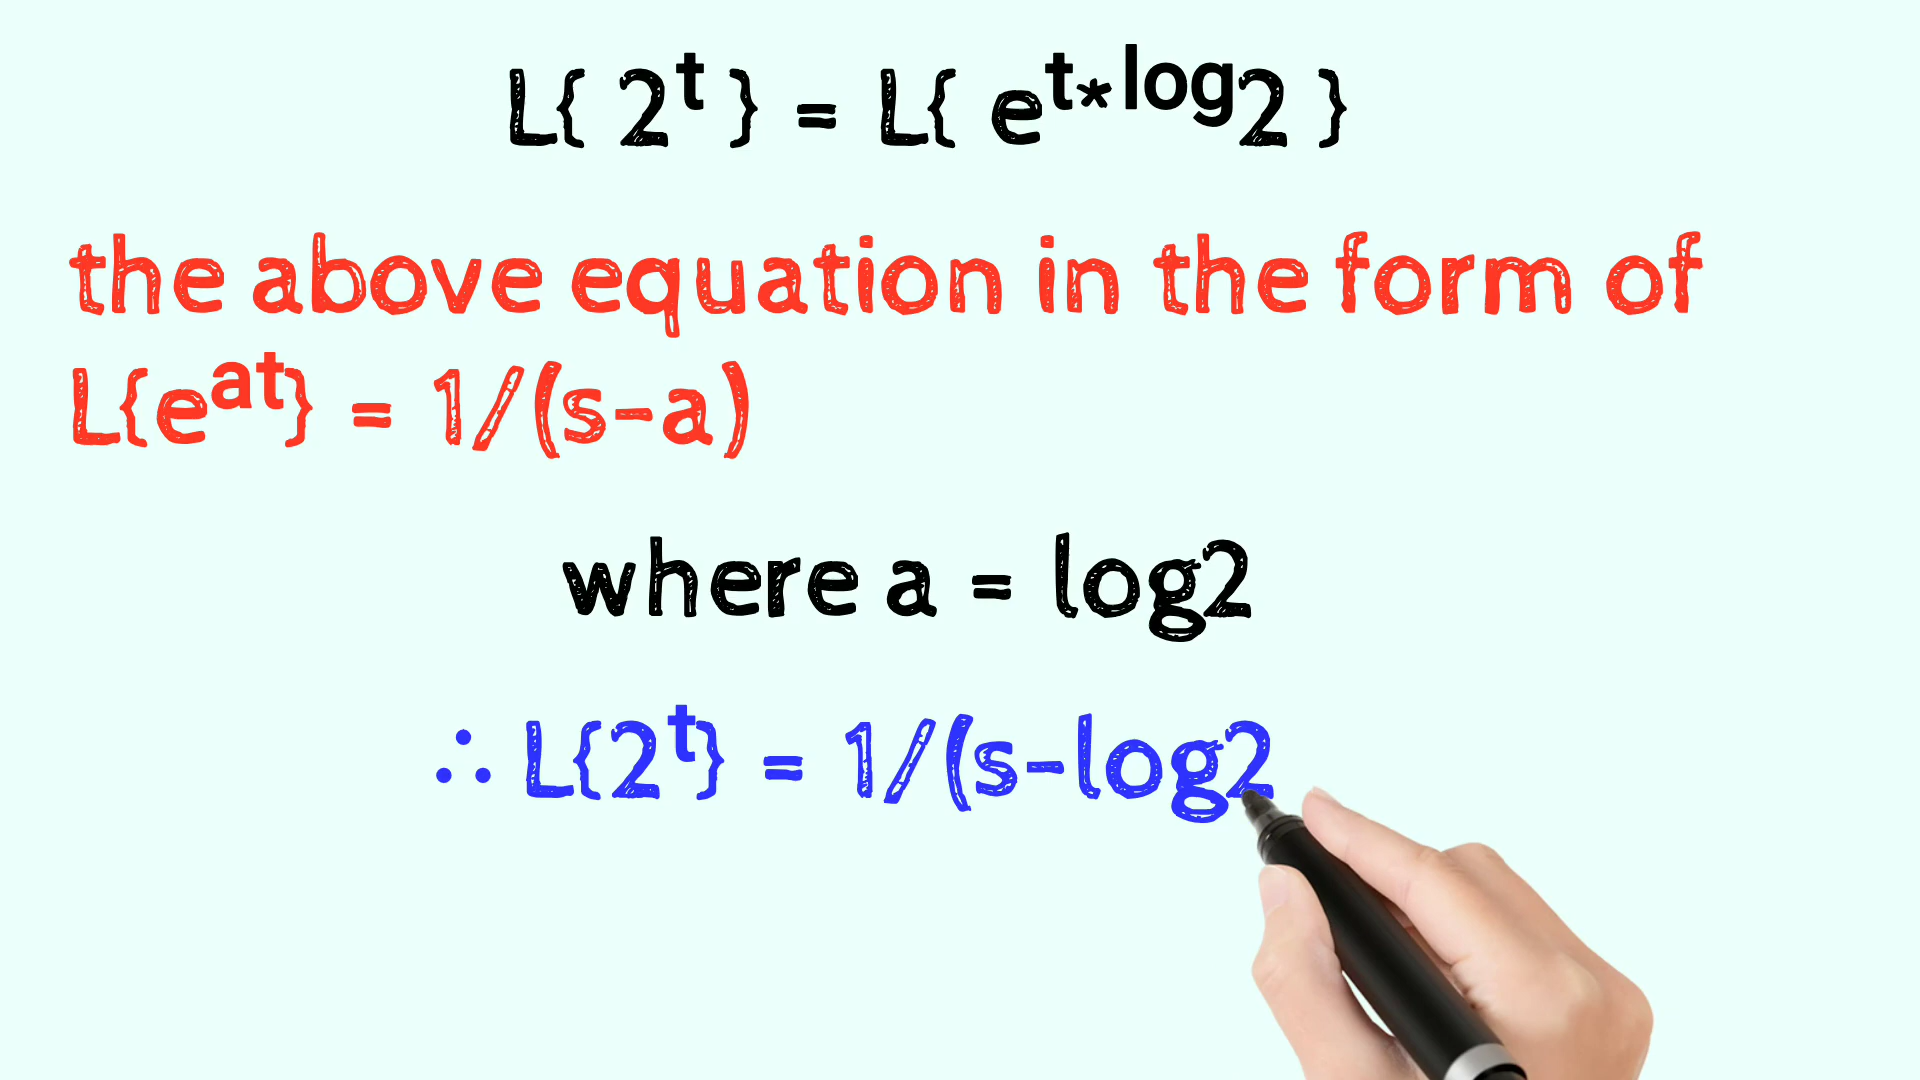 L{ 2ᵗ } = L{ eᵗ*ˡᵒᵍ2 }
the above equation in the form of
L{eᵃᵗ} = 1/(s-a)
where a = log2
∴ L{2ᵗ} = 1/(s-log2